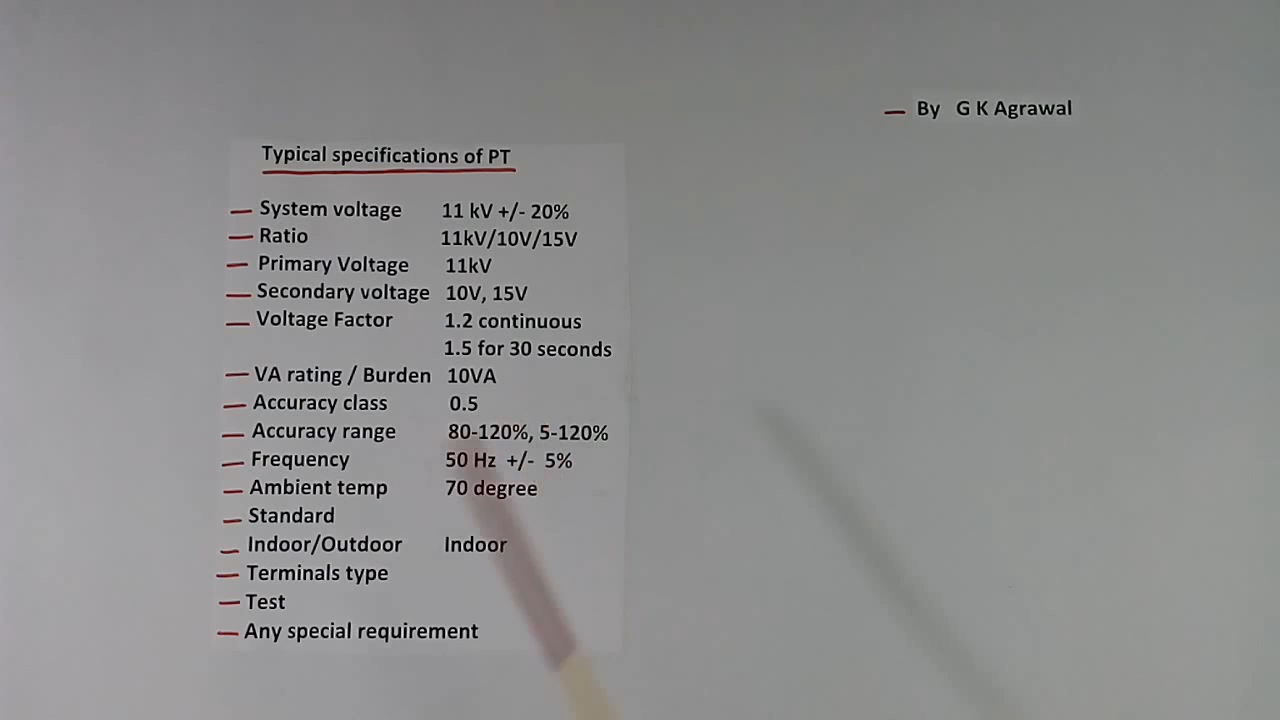 By G K Agrawal
Typical specifications of PT
System voltage 11 kV +/- 20%
Ratio 11kV/10V/15V
Primary Voltage 11kV
Secondary voltage 10V, 15V
Voltage Factor 1.2 continuous
1.5 for 30 seconds
VA rating / Burden 10VA
Accuracy class 0.5
Accuracy range 80-120%, 5-120%
Frequency 50 Hz +/- 5%
Ambient temp 70 degree
Standard
Indoor/Outdoor Indoor
Terminals type
Test
Any special requirement